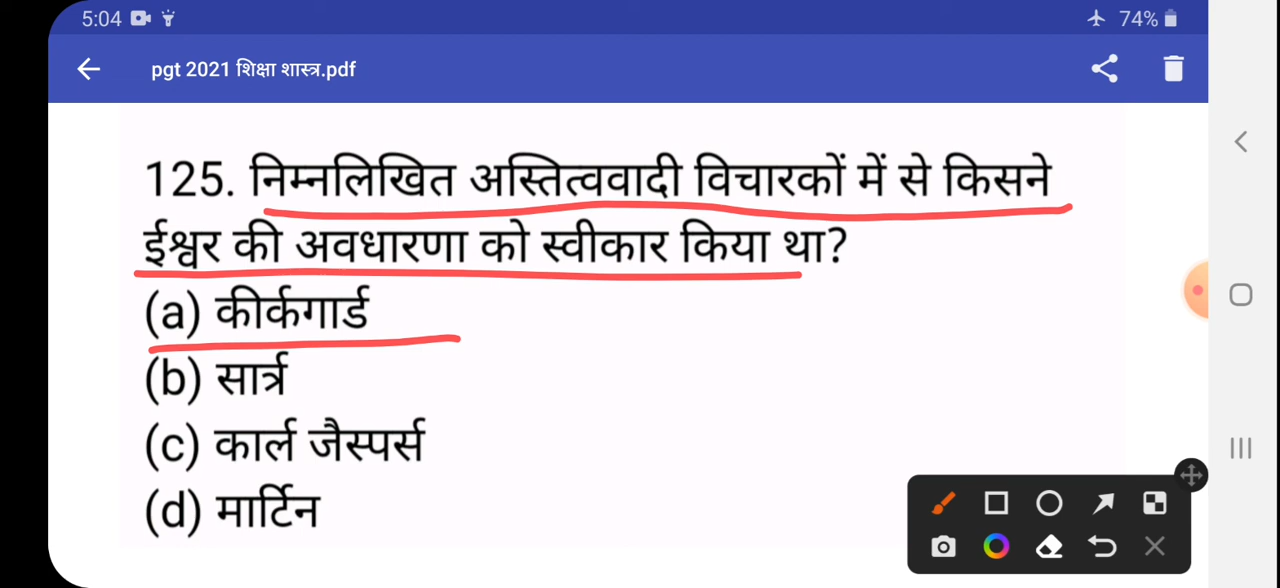 5:04
74%
pgt 2021 शिक्षा शास्त्र.pdf
125. निम्नलिखित अस्तित्ववादी विचारकों में से किसने
ईश्वर की अवधारणा को स्वीकार किया था?
(a) कीर्कगार्ड
(b) सार्त्र
(c) कार्ल जैस्पर्स
(d) मार्टिन